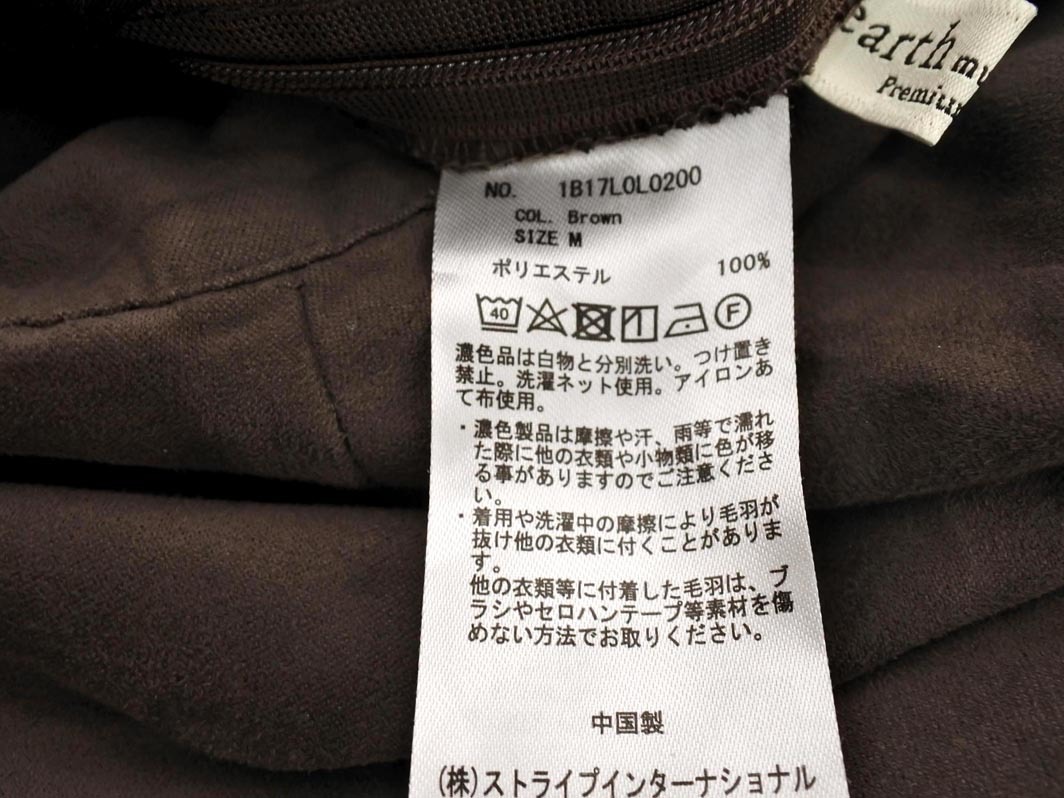 earth mu
Premium
NO. 1B17L0L0200
COL. Brown
SIZE M
ポリエステル 100%
40 F
濃色品は白物と分別洗い。つけ置き
禁止。洗濯ネット使用。アイロンあ
て布使用。
・濃色製品は摩擦や汗、雨等で濡れ
た際に他の衣類や小物類に色が移
る事がありますのでご注意くださ
い。
・着用や洗濯中の摩擦により毛羽が
抜け他の衣類に付くことがありま
す。
他の衣類等に付着した毛羽は、ブ
ラシやセロハンテープ等素材を傷
めない方法でお取りください。
中国製
(株)ストライプインターナショナル